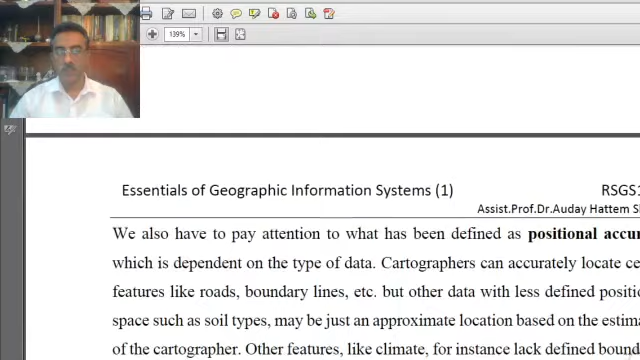 139%
Essentials of Geographic Information Systems (1)
RSGS1
Assist.Prof.Dr.Auday Hattem S
We also have to pay attention to what has been defined as positional accu
which is dependent on the type of data. Cartographers can accurately locate ce
features like roads, boundary lines, etc. but other data with less defined positio
space such as soil types, may be just an approximate location based on the estima
of the cartographer. Other features, like climate, for instance lack defined bound